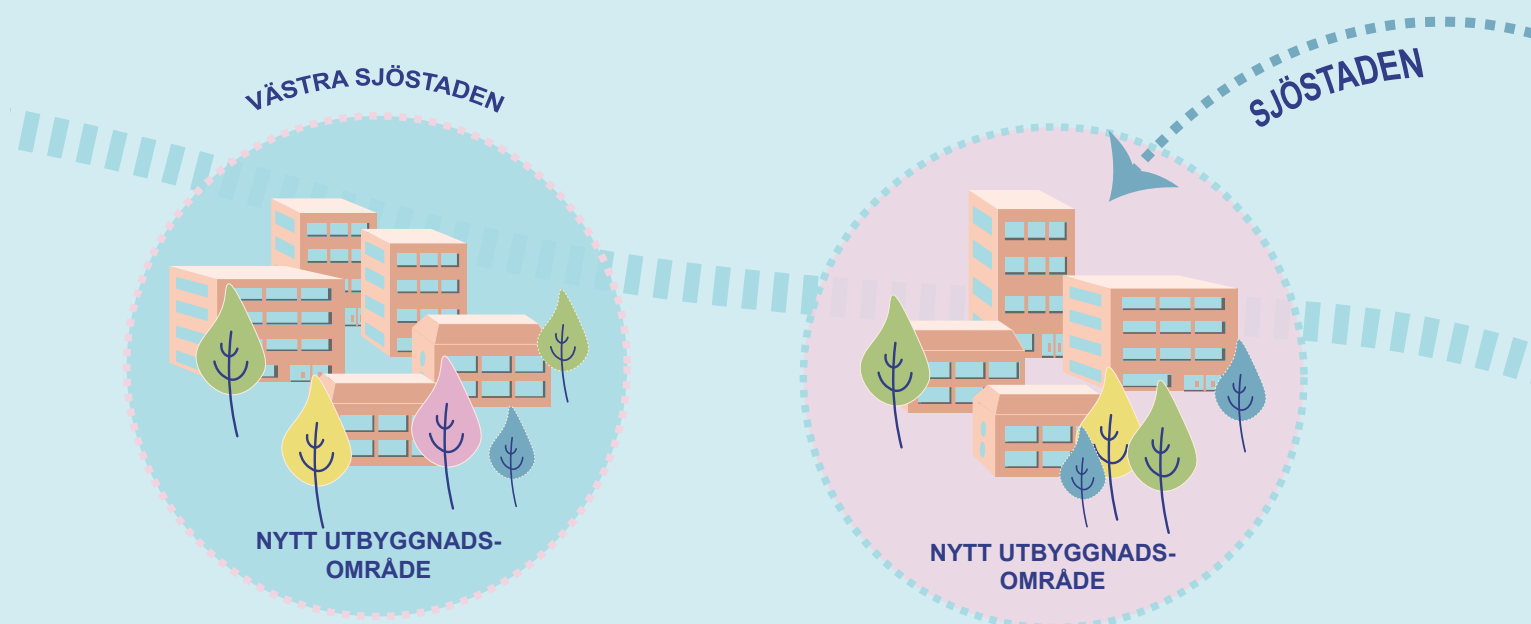 VÄSTRA SJÖSTADEN
NYTT UTBYGGNADS-
OMRÅDE
SJÖSTADEN
NYTT UTBYGGNADS-
OMRÅDE